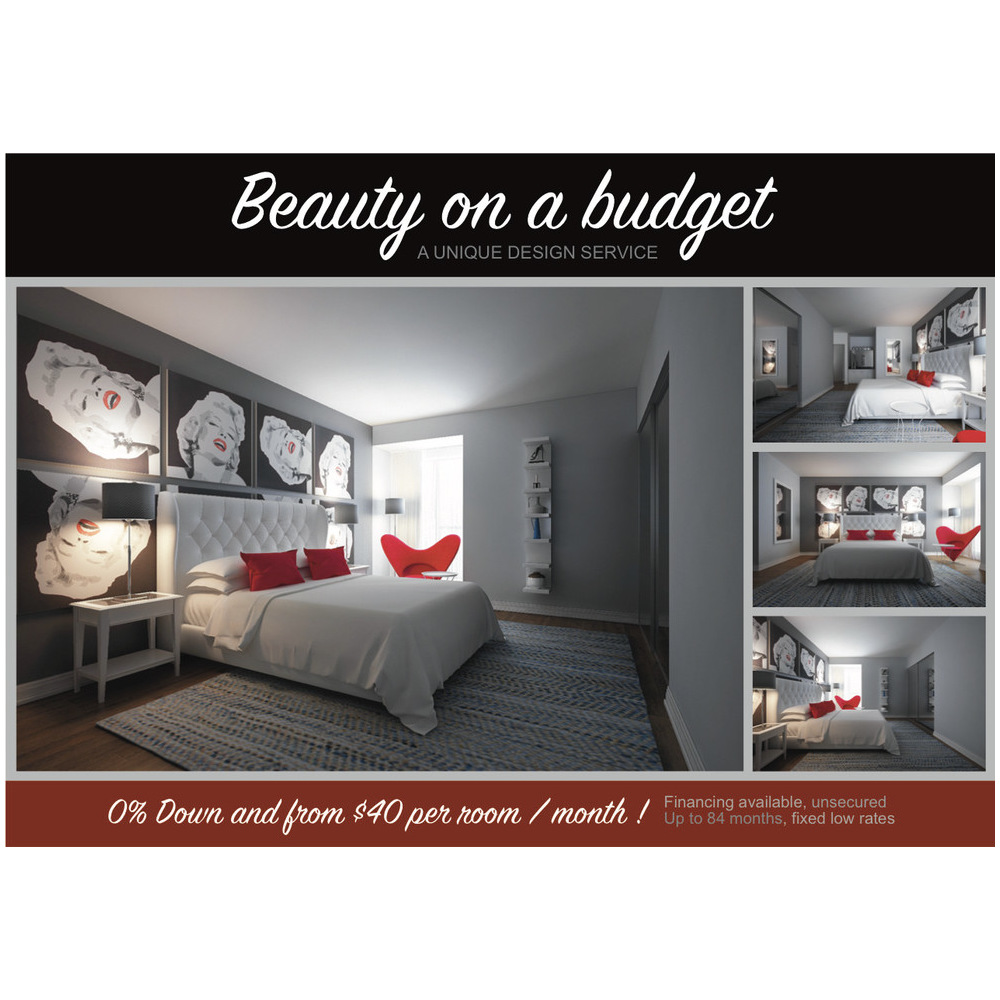 Beauty on a budget
A UNIQUE DESIGN SERVICE
0% Down and from $40 per room / month !
Financing available, unsecured
Up to 84 months, fixed low rates